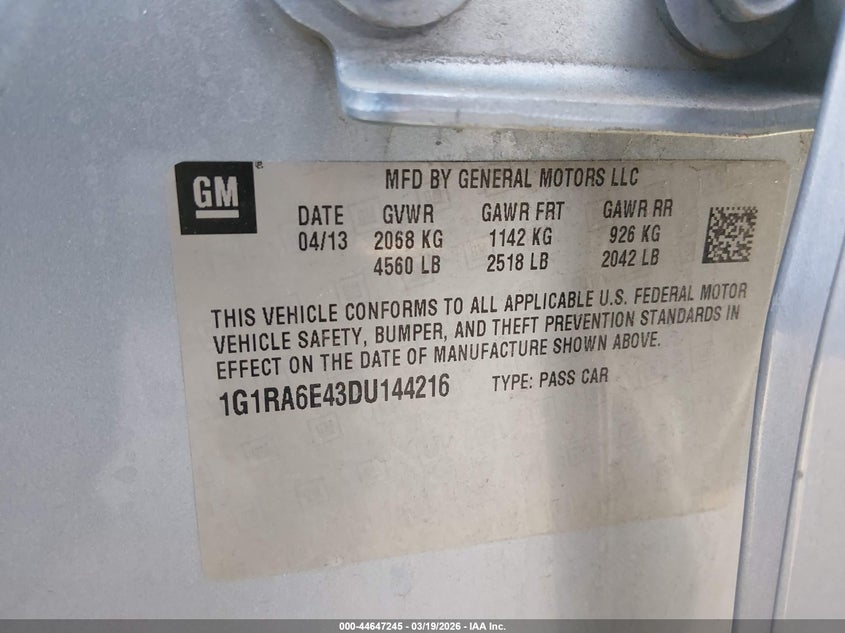 GM
MFD BY GENERAL MOTORS LLC
DATE GVWR GAWR FRT GAWR RR
04/13 2068 KG 1142 KG 926 KG
4560 LB 2518 LB 2042 LB
THIS VEHICLE CONFORMS TO ALL APPLICABLE U.S. FEDERAL MOTOR
VEHICLE SAFETY, BUMPER, AND THEFT PREVENTION STANDARDS IN
EFFECT ON THE DATE OF MANUFACTURE SHOWN ABOVE.
1G1RA6E43DU144216 TYPE: PASS CAR
000-44647245 - 03/19/2026 - IAA Inc.